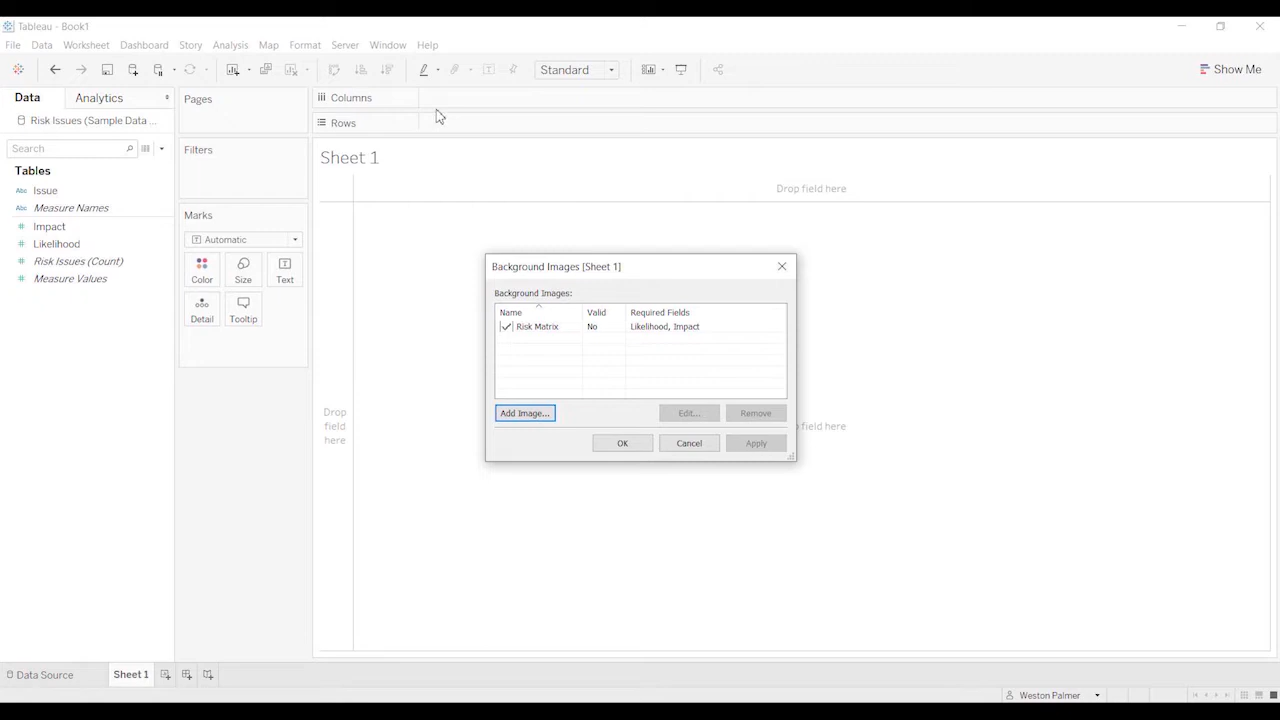 Tableau - Book1
File Data Worksheet Dashboard Story Analysis Map Format Server Window Help
Standard
Show Me
Data Analytics
Risk Issues (Sample Data ...
Search
Tables
Abc Issue
Abc Measure Names
# Impact
# Likelihood
# Risk Issues (Count)
# Measure Values
Pages
Filters
Marks
T Automatic
Color Size Text
Detail Tooltip
Columns
Rows
Sheet 1
Drop field here
Drop
field
here
Background Images [Sheet 1]
Background Images:
Name Valid Required Fields
Risk Matrix No Likelihood, Impact
Add Image... Edit... Remove
OK Cancel Apply
field here
Data Source Sheet 1
Weston Palmer